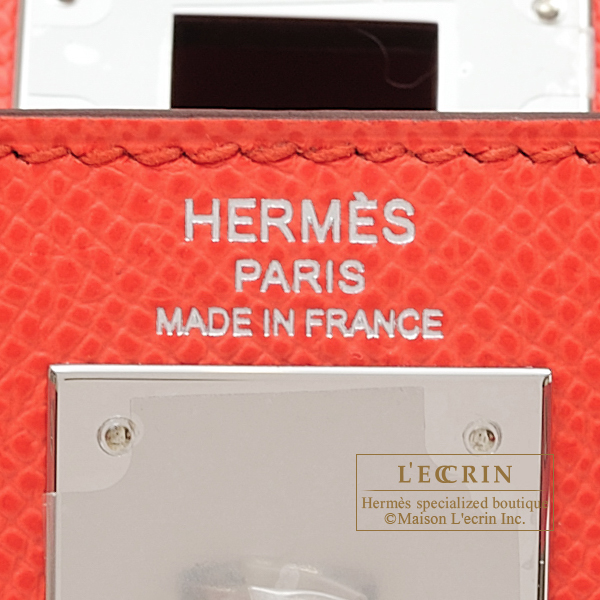 HERMÈS
PARIS
MADE IN FRANCE
L'ECRIN
Hermès specialized boutique
©Maison L'ecrin Inc.